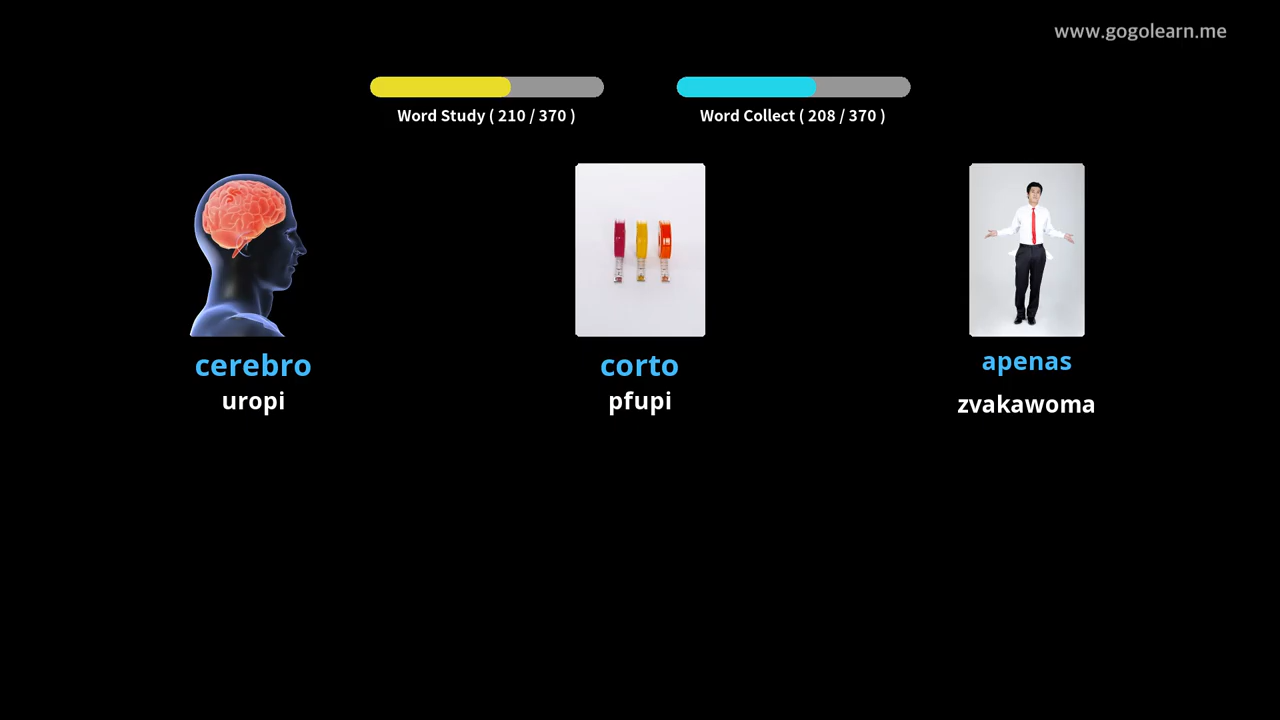 www.gogolearn.me
Word Study ( 210 / 370 )
Word Collect ( 208 / 370 )
cerebro
uropi
corto
pfupi
apenas
zvakawoma